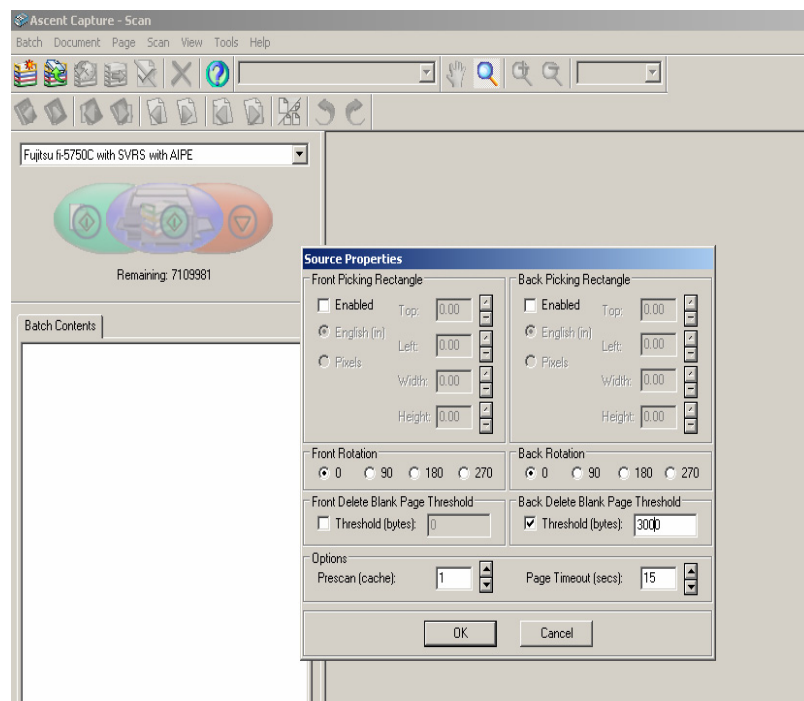 Ascent Capture - Scan
Batch Document Page Scan View Tools Help
Fujitsu fi-5750C with SVRS with AIPE
Remaining: 7109981
Batch Contents
Source Properties
Front Picking Rectangle
Enabled Top: 0.00
English (in) Left: 0.00
Pixels
Width: 0.00
Height: 0.00
Back Picking Rectangle
Enabled Top: 0.00
English (in) Left: 0.00
Pixels
Width: 0.00
Height: 0.00
Front Rotation
0 90 180 270
Back Rotation
0 90 180 270
Front Delete Blank Page Threshold
Threshold (bytes): 0
Back Delete Blank Page Threshold
Threshold (bytes): 3000
Options
Prescan (cache): 1 Page Timeout (secs): 15
OK Cancel